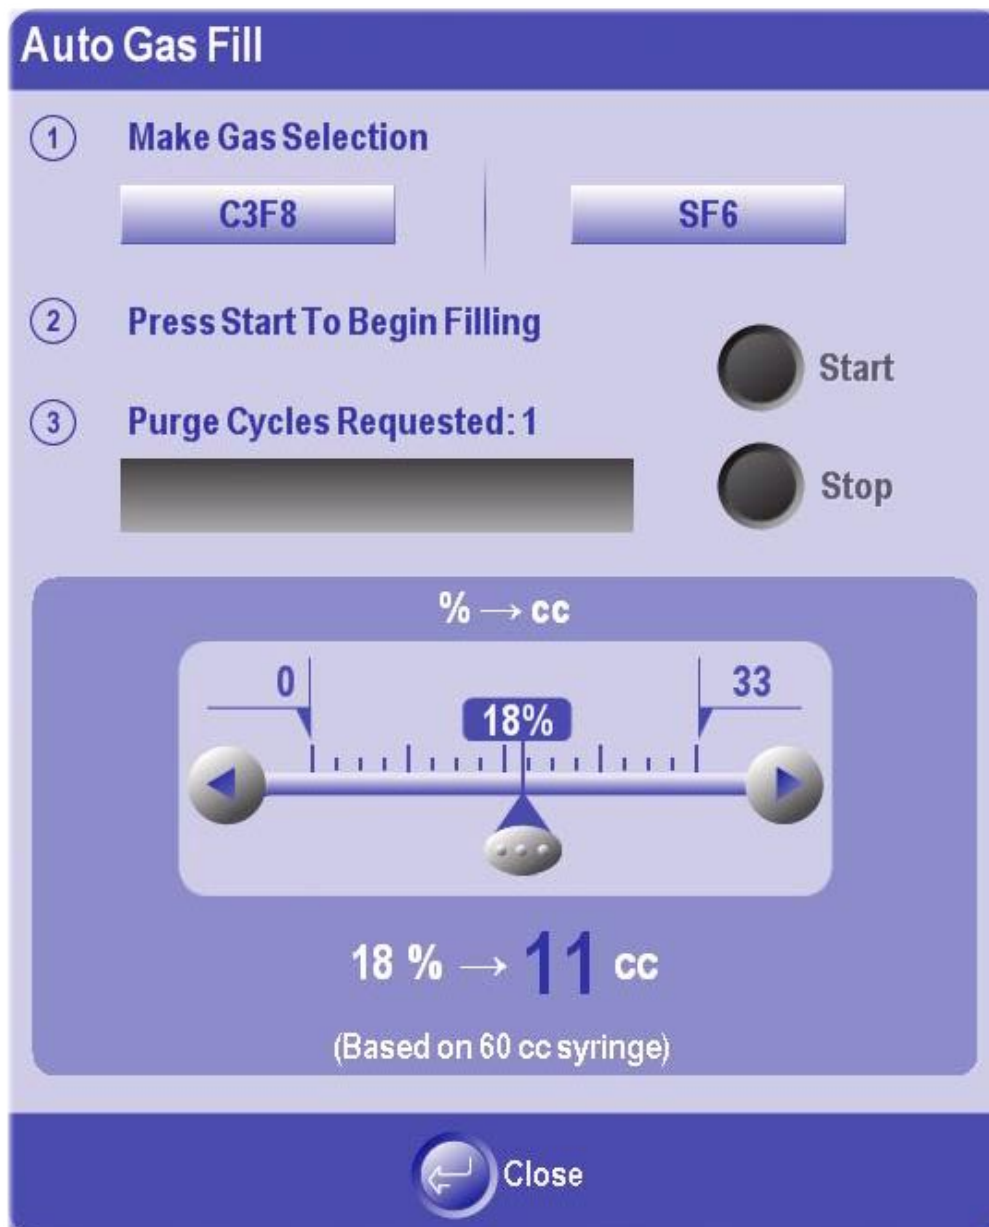 Auto Gas Fill
1 Make Gas Selection
C3F8 SF6
2 Press Start To Begin Filling
Start
3 Purge Cycles Requested: 1
Stop
% → cc
0 33
18%
18 % → 11 cc
(Based on 60 cc syringe)
Close